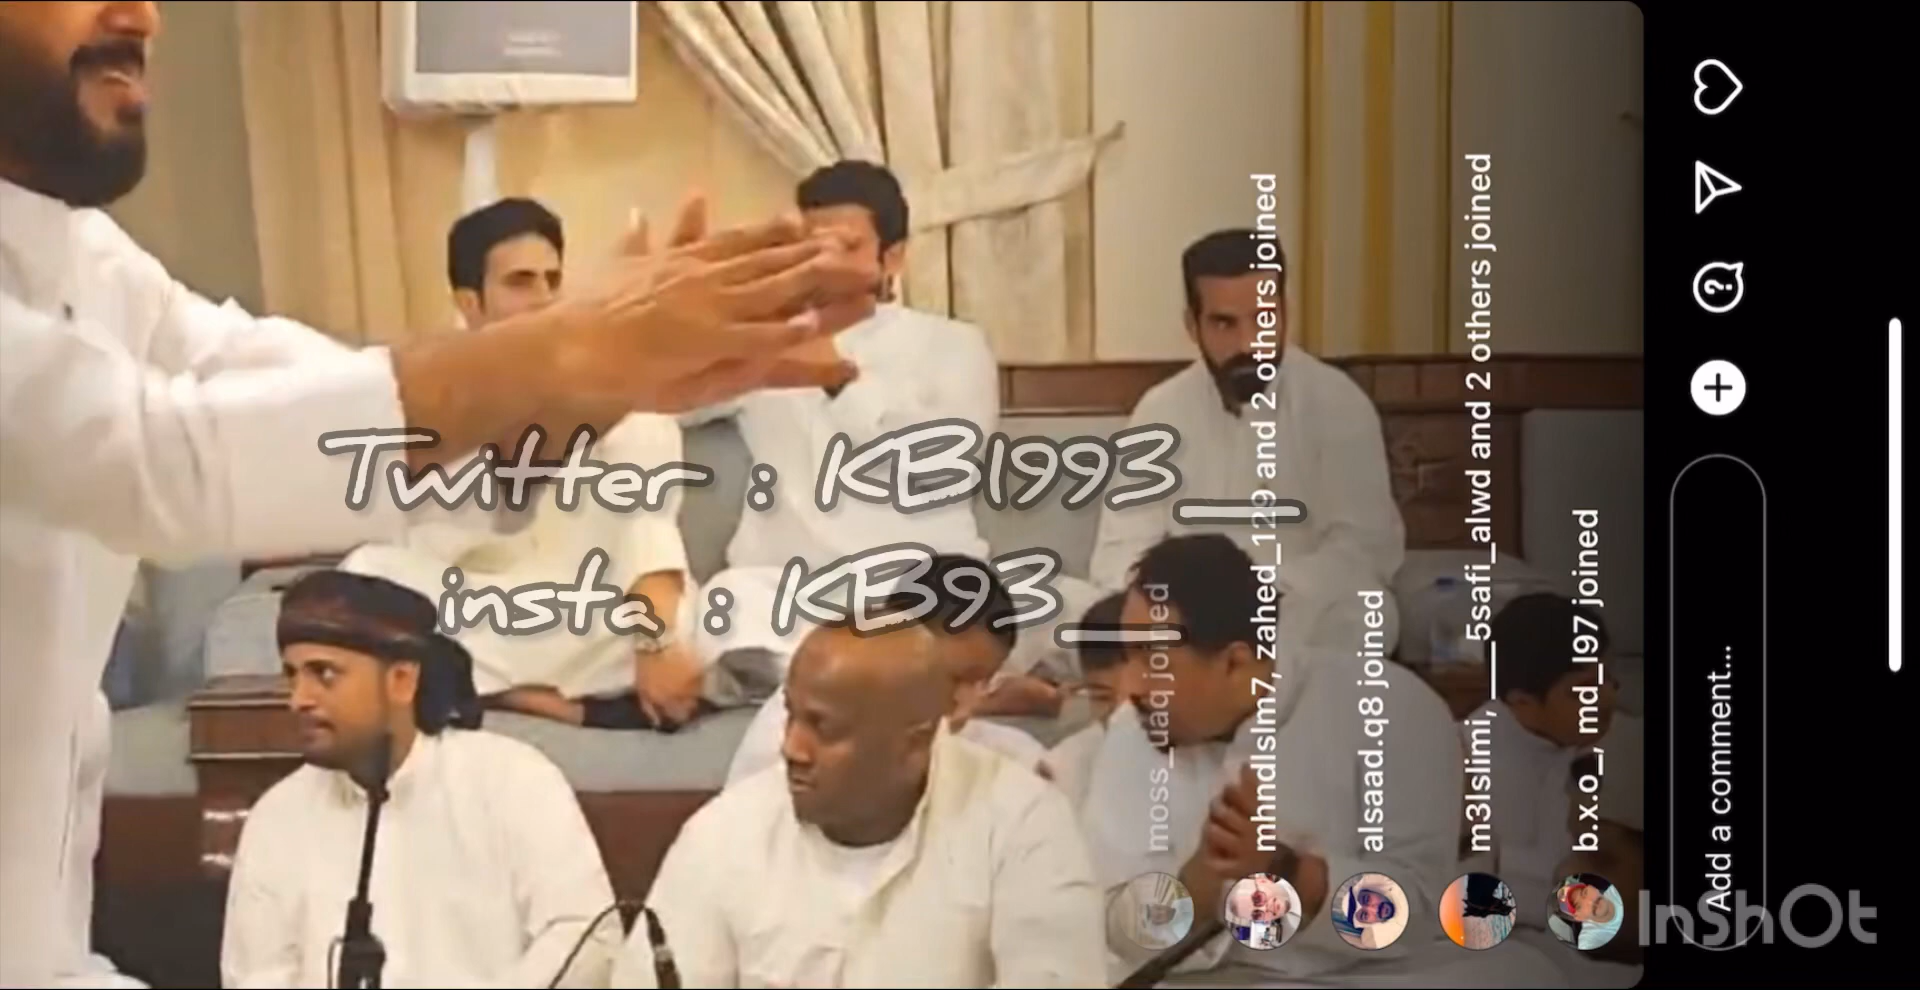 Twitter : KB1993__
insta : KB93__
moss_uaq joined
mhndlslm7, zahed_129 and 2 others joined
alsaad.q8 joined
m3lslimi, ___5safi_alwd and 2 others joined
b.x.o_, md_l97 joined
Add a comment...
InShOt